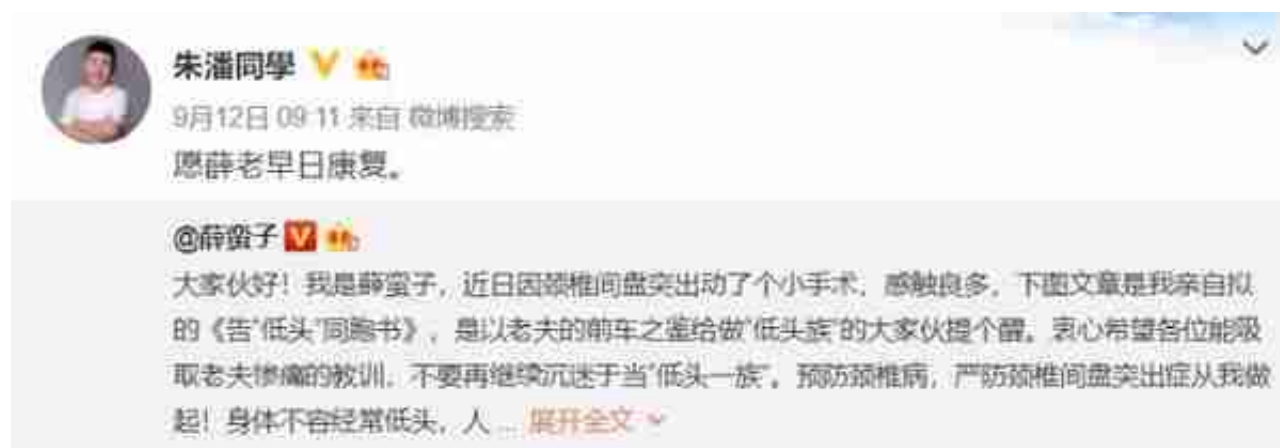 朱潘同學
9月12日 09 11 来自 微博搜索
愿薛老早日康复。
@薛蛮子
大家伙好！我是薛蛮子，近日因颈椎间盘突出动了个小手术，感触良多，下图文章是我亲自拟
的《告“低头”同胞书》，是以老夫的前车之鉴给做“低头族”的大家伙提个醒。衷心希望各位能吸
取老夫惨痛的教训，不要再继续沉迷于当“低头一族”。预防颈椎病，严防颈椎间盘突出症从我做
起！身体不容经常低头，人 ... 展开全文